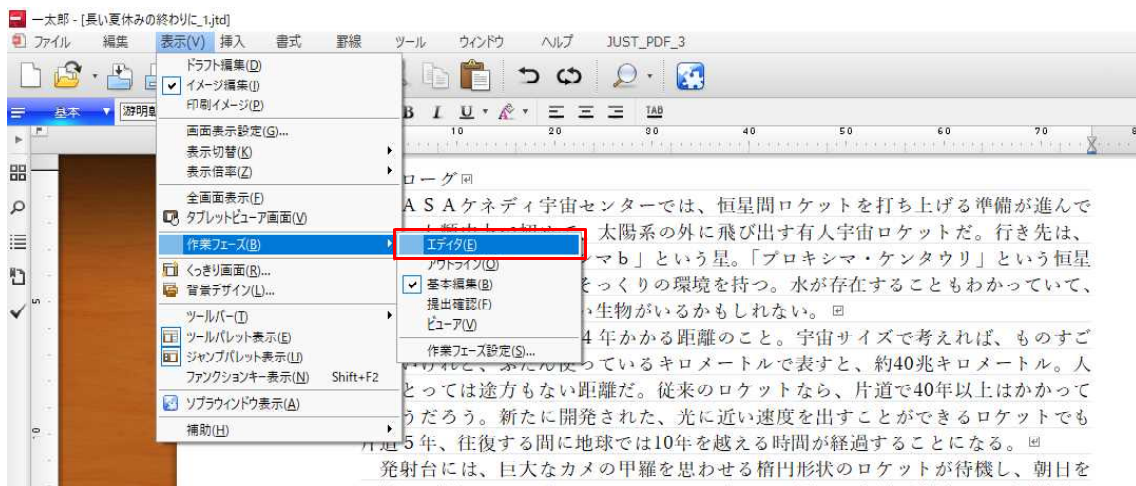 一太郎 - [長い夏休みの終わりに_1.jtd]
ファイル 編集 表示(V) 挿入 書式 罫線 ツール ウィンドウ ヘルプ JUST_PDF_3
基本 游明
B I U TAB
10 20 30 40 50 60 70
ドラフト編集(D)
イメージ編集(I)
印刷イメージ(P)
画面表示設定(G)...
表示切替(K)
表示倍率(Z)
全画面表示(F)
タブレットビューア画面(V)
作業フェーズ(B)
くっきり画面(R)...
背景デザイン(L)...
ツールバー(T)
ツールパレット表示(E)
ジャンプパレット表示(U)
ファンクションキー表示(N) Shift+F2
ソプラウィンドウ表示(A)
補助(H)
エディタ(E)
アウトライン(O)
基本編集(B)
提出確認(F)
ビューア(V)
作業フェーズ設定(S)...
ローグ
ASAケネディ宇宙センターでは、恒星間ロケットを打ち上げる準備が進んで
、太陽系の外に飛び出す有人宇宙ロケットだ。行き先は、
マb」という星。「プロキシマ・ケンタウリ」という恒星
そっくりの環境を持つ。水が存在することもわかっていて、
い生物がいるかもしれない。
4年かかる距離のこと。宇宙サイズで考えれば、ものすご
いけれど、ふだん使っているキロメートルで表すと、約40兆キロメートル。人
とっては途方もない距離だ。従来のロケットなら、片道で40年以上はかかって
うだろう。新たに開発された、光に近い速度を出すことができるロケットでも
片道5年、往復する間に地球では10年を越える時間が経過することになる。
発射台には、巨大なカメの甲羅を思わせる楕円形状のロケットが待機し、朝日を